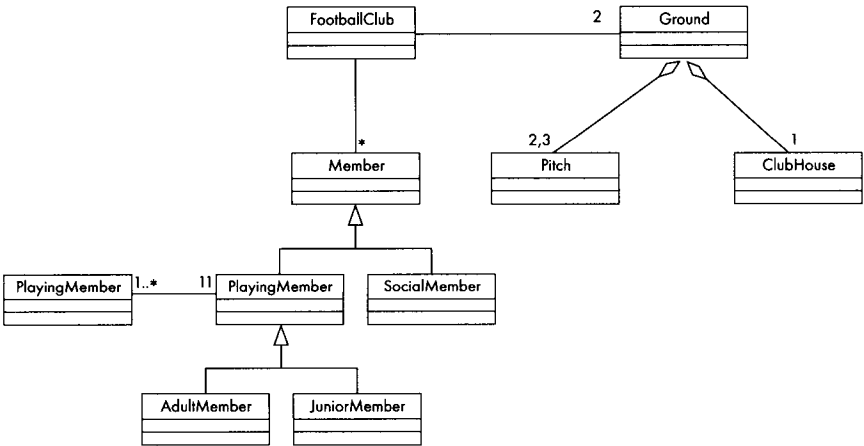 FootballClub
2
Ground
*
2,3
1
Member
Pitch
ClubHouse
PlayingMember
1..*
11
PlayingMember
SocialMember
AdultMember
JuniorMember